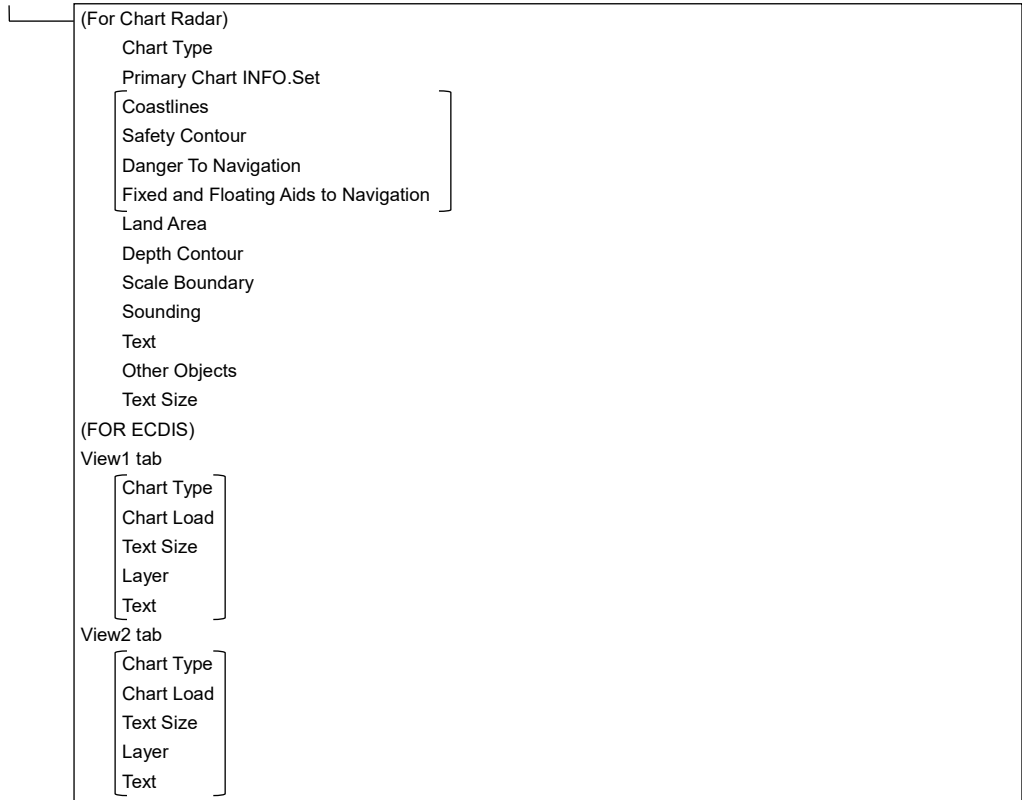 (For Chart Radar)
Chart Type
Primary Chart INFO.Set
Coastlines
Safety Contour
Danger To Navigation
Fixed and Floating Aids to Navigation
Land Area
Depth Contour
Scale Boundary
Sounding
Text
Other Objects
Text Size
(FOR ECDIS)
View1 tab
Chart Type
Chart Load
Text Size
Layer
Text
View2 tab
Chart Type
Chart Load
Text Size
Layer
Text